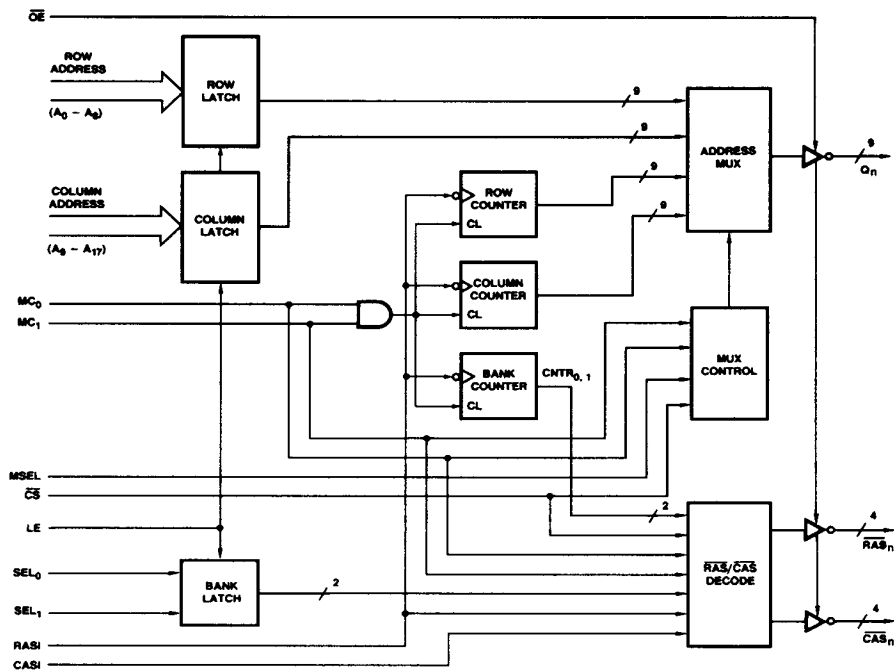 OE
ROW
ADDRESS
(A0 – A8)
ROW
LATCH
9
ADDRESS
MUX
9
Qn
9
COLUMN
ADDRESS
(A9 – A17)
COLUMN
LATCH
ROW
COUNTER
CL
9
9
COLUMN
COUNTER
CL
MC0
MC1
MUX
CONTROL
BANK
COUNTER
CL
CNTR0, 1
MSEL
CS
LE
2
RAS/CAS
DECODE
4
RASn
SEL0
SEL1
BANK
LATCH
2
4
CASn
RASI
CASI